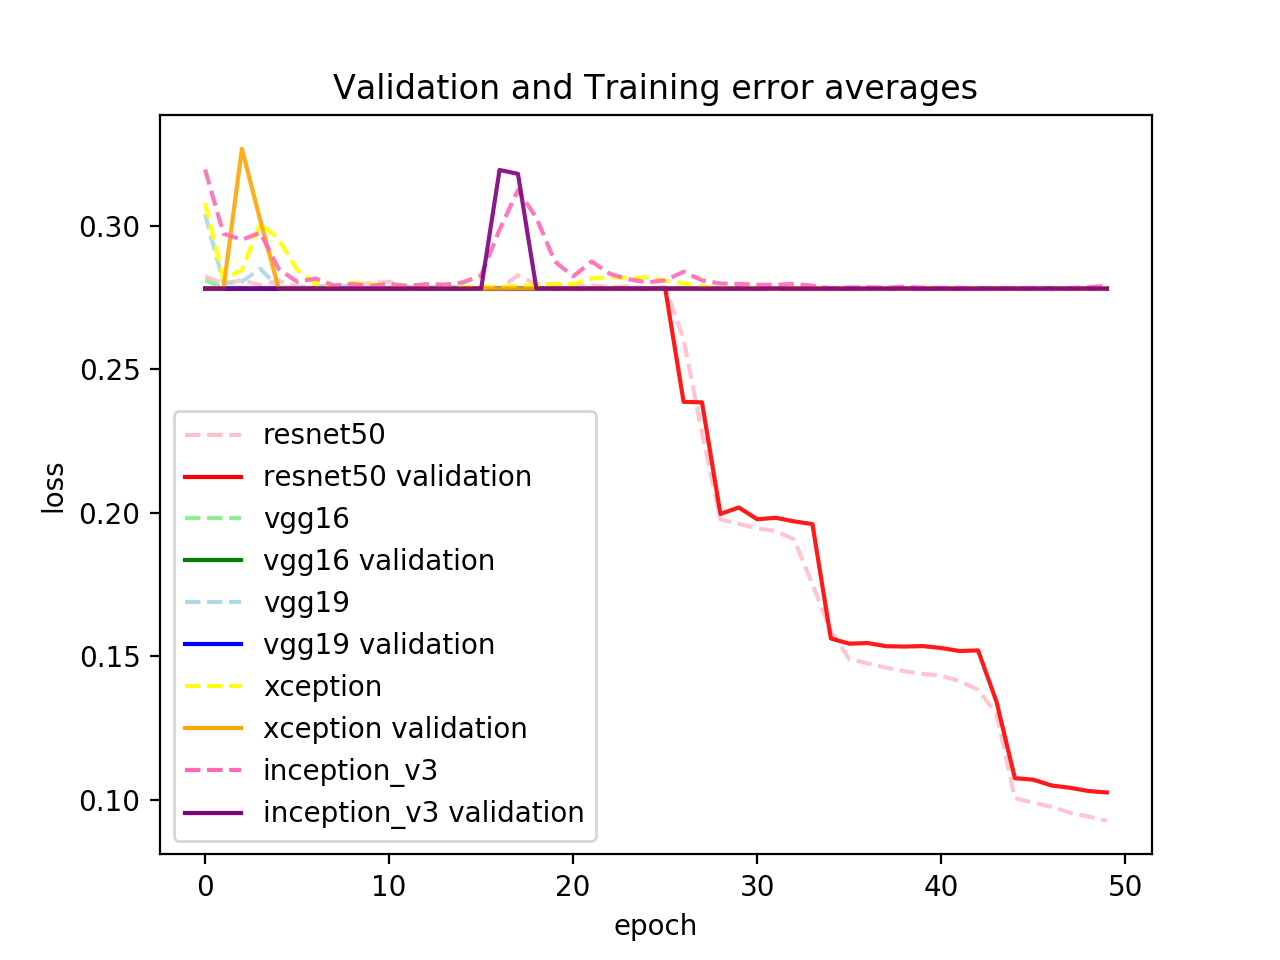 Validation and Training error averages
0.30
0.25
0.20
0.15
0.10
loss
resnet50
resnet50 validation
vgg16
vgg16 validation
vgg19
vgg19 validation
xception
xception validation
inception_v3
inception_v3 validation
0 10 20 30 40 50
epoch